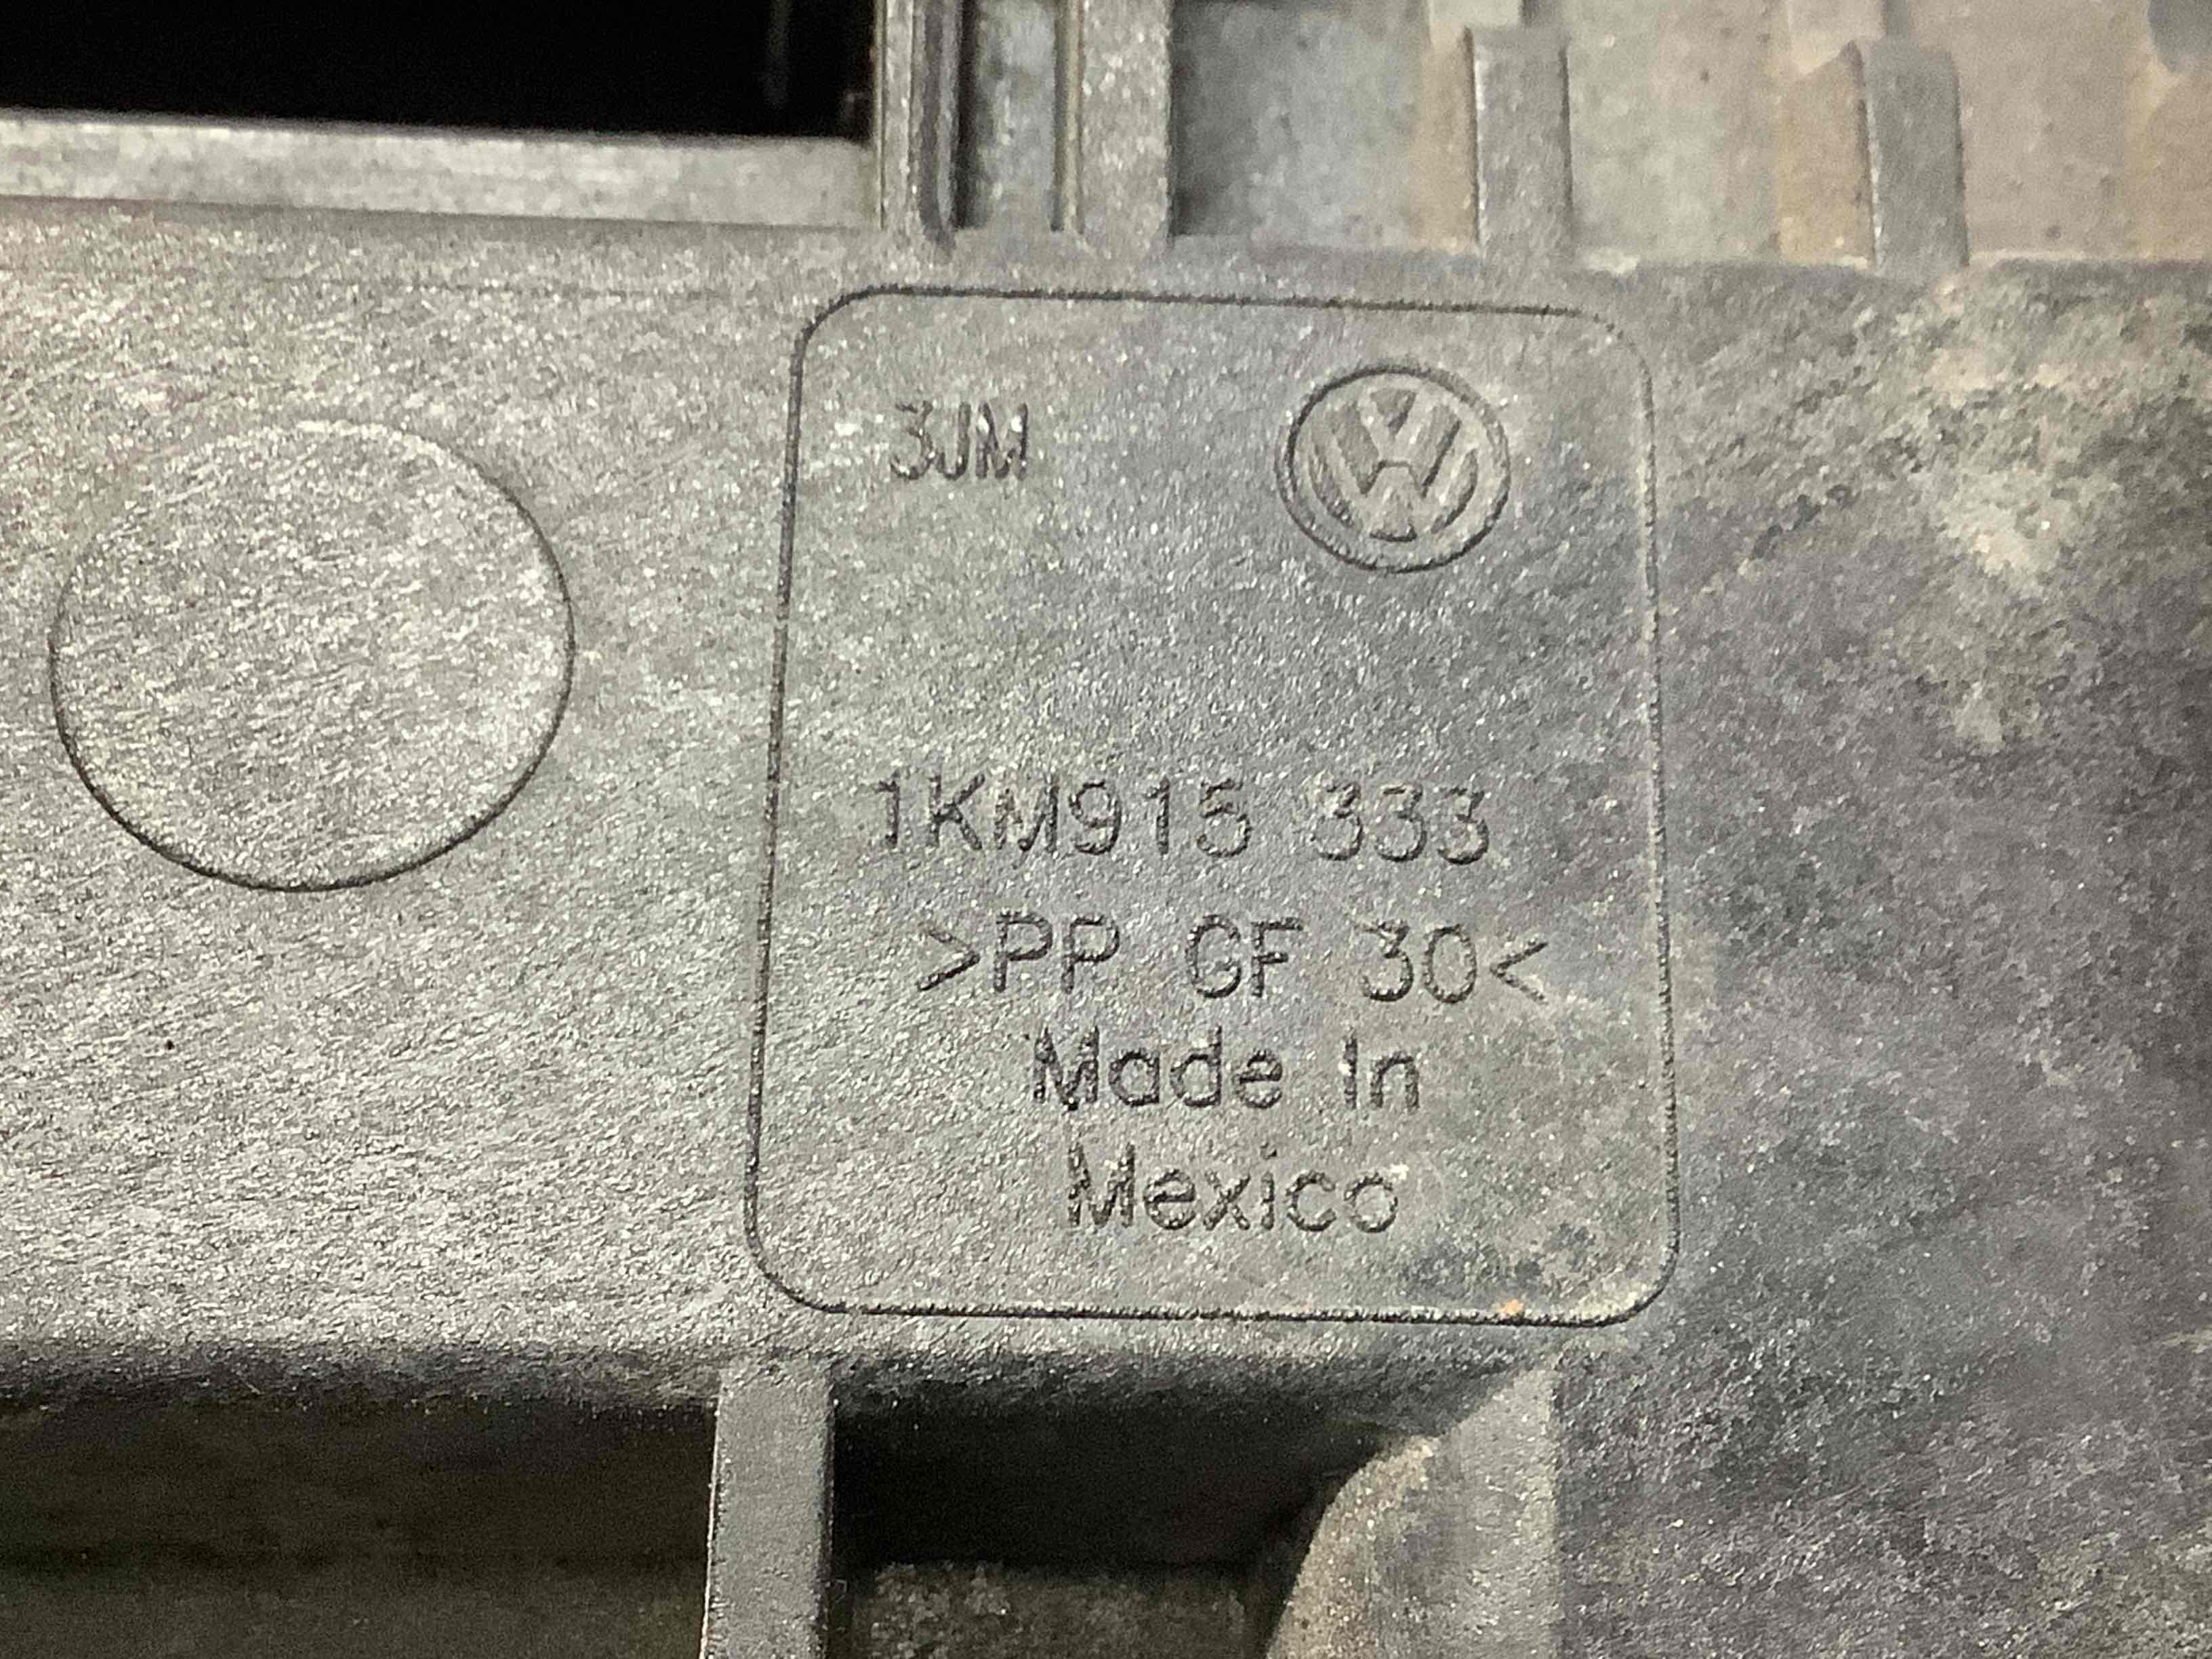 3JM
1KM915 333
>PP GF 30<
Made In
Mexico